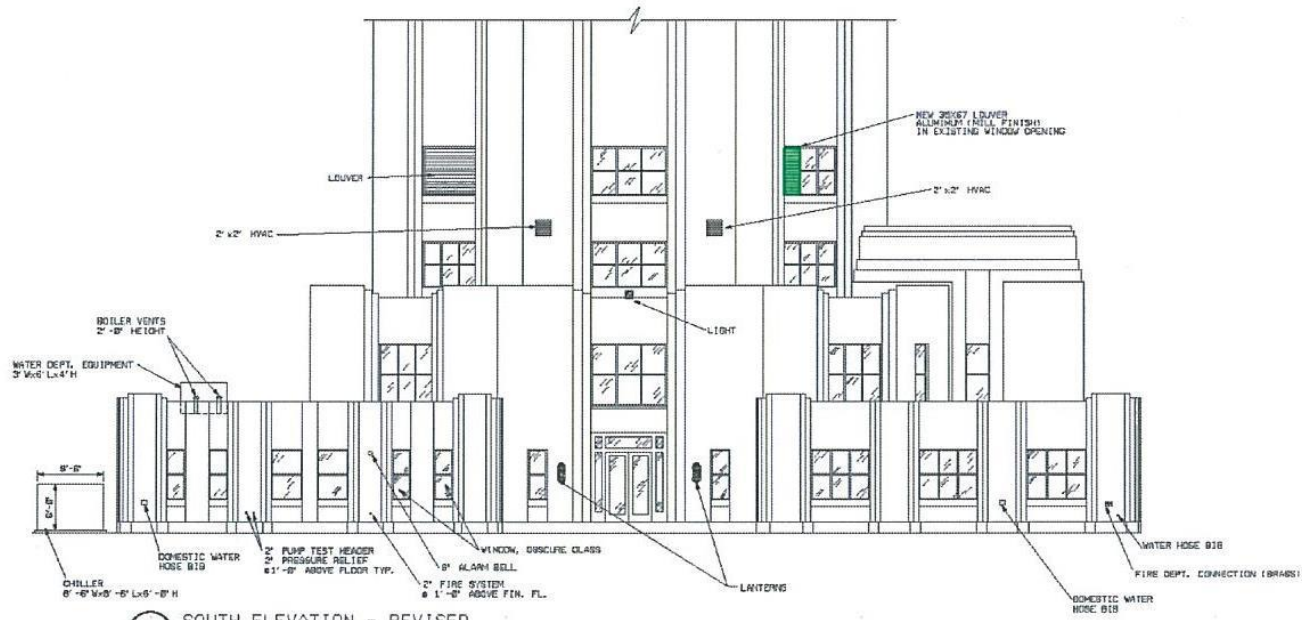 NEW 35X67 LOUVER
ALUMINUM (MILL FINISH)
IN EXISTING WINDOW OPENING
LOUVER
2' x2' HVAC
2' x2' HVAC
LIGHT
BOILER VENTS
2'-0" HEIGHT
WATER DEPT. EQUIPMENT
3' Wx6' Lx4' H
DOMESTIC WATER
HOSE BIB
2" PUMP TEST HEADER
2" PRESSURE RELIEF
@1'-0" ABOVE FLOOR TYP.
WINDOW, OBSCURE GLASS
ALARM BELL
2" FIRE SYSTEM
@ 1'-0" ABOVE FIN. FL.
LANTERNS
WATER HOSE BIB
FIRE DEPT. CONNECTION (BRASS)
DOMESTIC WATER
HOSE BIB
CHILLER
SOUTH ELEVATION - REVISED